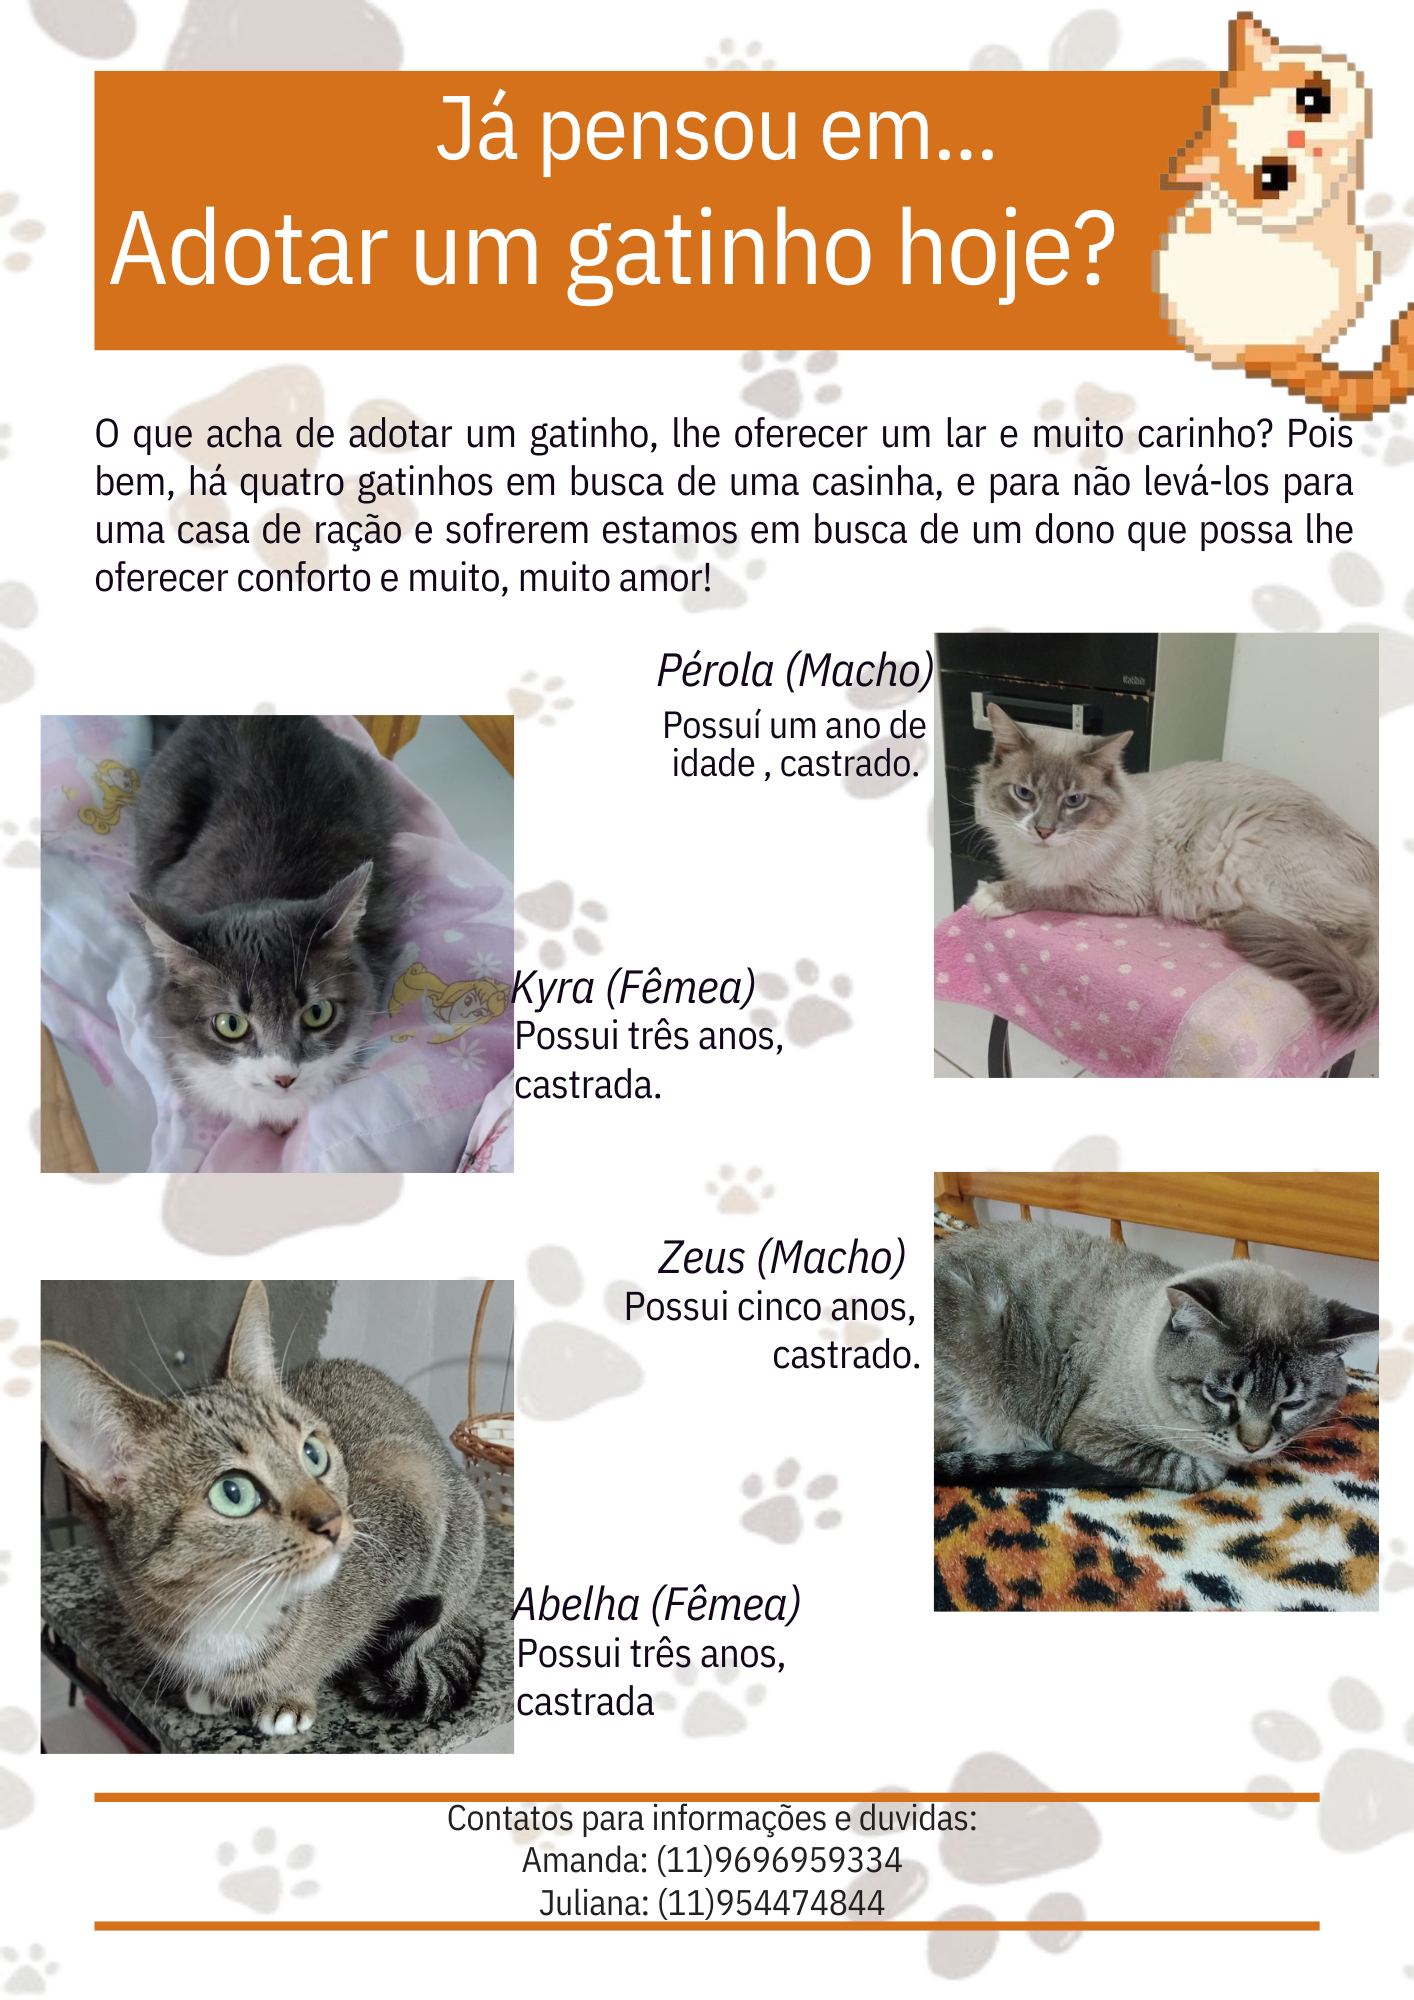 Já pensou em...
Adotar um gatinho hoje?
O que acha de adotar um gatinho, lhe oferecer um lar e muito carinho? Pois
bem, há quatro gatinhos em busca de uma casinha, e para não levá-los para
uma casa de ração e sofrerem estamos em busca de um dono que possa lhe
oferecer conforto e muito, muito amor!
Pérola (Macho)
Possuí um ano de
idade , castrado.
Kyra (Fêmea)
Possui três anos,
castrada.
Zeus (Macho)
Possui cinco anos,
castrado.
Abelha (Fêmea)
Possui três anos,
castrada
Contatos para informações e duvidas:
Amanda: (11)9696959334
Juliana: (11)954474844